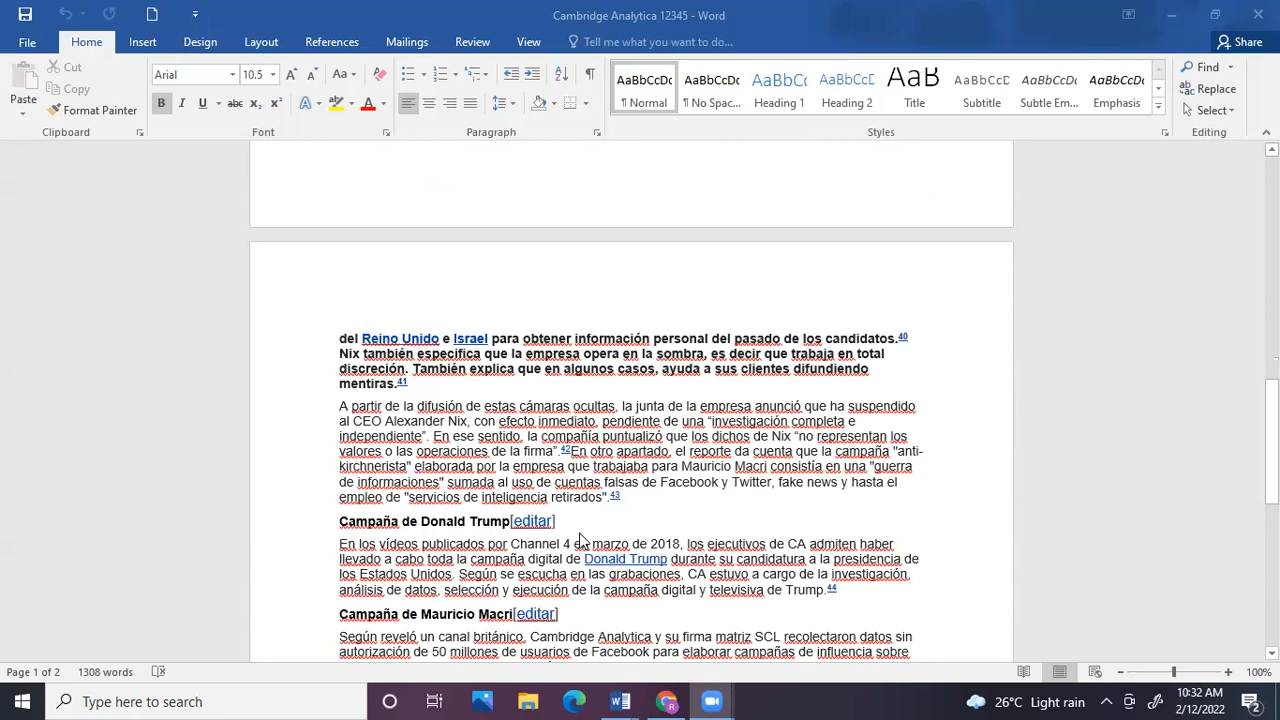 Cambridge Analytica 12345 - Word
File Home Insert Design Layout References Mailings Review View Tell me what you want to do... Share
Paste Cut Copy Format Painter Clipboard
Arial 10.5 Aa B I U abc x₂ x² A A Font
Paragraph
AaBbCcDc ¶ Normal AaBbCcDc ¶ No Spac... AaBbCc Heading 1 AaBbCcC Heading 2 AaB Title AaBbCcD Subtitle AaBbCcDc Subtle Em... AaBbCcDc Emphasis Styles
Find Replace Select Editing
del Reino Unido e Israel para obtener información personal del pasado de los candidatos.40
Nix también especifica que la empresa opera en la sombra, es decir que trabaja en total
discreción. También explica que en algunos casos, ayuda a sus clientes difundiendo
mentiras.41
A partir de la difusión de estas cámaras ocultas, la junta de la empresa anunció que ha suspendido
al CEO Alexander Nix, con efecto inmediato, pendiente de una “investigación completa e
independiente”. En ese sentido, la compañía puntualizó que los dichos de Nix “no representan los
valores o las operaciones de la firma”.42En otro apartado, el reporte da cuenta que la campaña "anti-
kirchnerista" elaborada por la empresa que trabajaba para Mauricio Macri consistía en una "guerra
de informaciones" sumada al uso de cuentas falsas de Facebook y Twitter, fake news y hasta el
empleo de "servicios de inteligencia retirados".43
Campaña de Donald Trump[editar]
En los vídeos publicados por Channel 4 en marzo de 2018, los ejecutivos de CA admiten haber
llevado a cabo toda la campaña digital de Donald Trump durante su candidatura a la presidencia de
los Estados Unidos. Según se escucha en las grabaciones, CA estuvo a cargo de la investigación,
análisis de datos, selección y ejecución de la campaña digital y televisiva de Trump.44
Campaña de Mauricio Macri[editar]
Según reveló un canal británico, Cambridge Analytica y su firma matriz SCL recolectaron datos sin
autorización de 50 millones de usuarios de Facebook para elaborar campañas de influencia sobre
Page 1 of 2 1308 words 100%
Type here to search 26°C Light rain 10:32 AM
2/12/2022 2